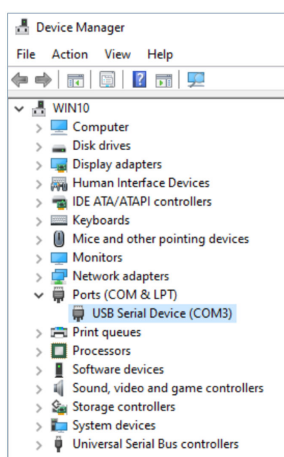 Device Manager
File Action View Help
WIN10
Computer
Disk drives
Display adapters
Human Interface Devices
IDE ATA/ATAPI controllers
Keyboards
Mice and other pointing devices
Monitors
Network adapters
Ports (COM & LPT)
USB Serial Device (COM3)
Print queues
Processors
Software devices
Sound, video and game controllers
Storage controllers
System devices
Universal Serial Bus controllers